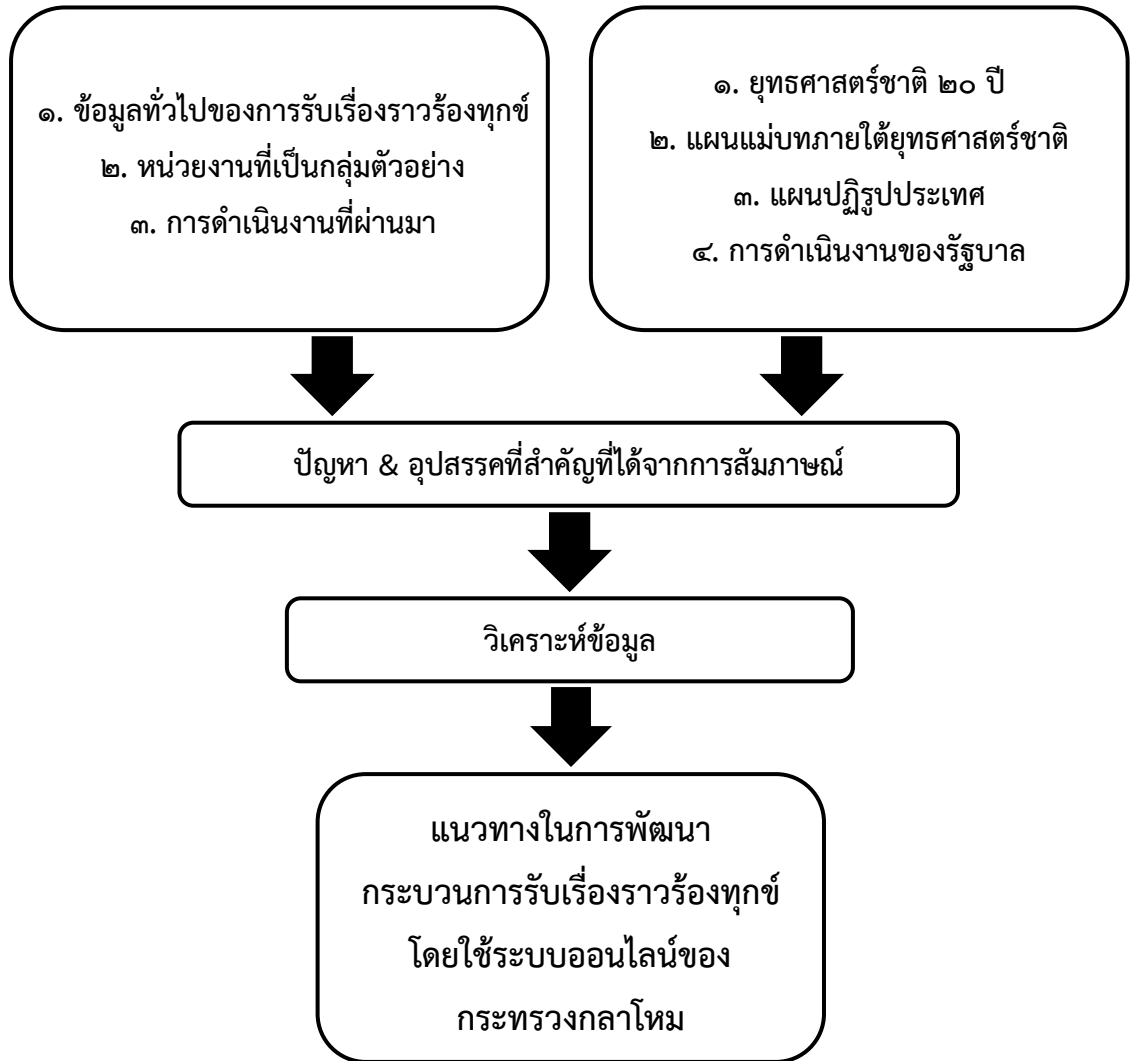 ๑. ข้อมูลทั่วไปของการรับเรื่องราวร้องทุกข์
๒. หน่วยงานที่เป็นกลุ่มตัวอย่าง
๓. การดำเนินงานที่ผ่านมา
๑. ยุทธศาสตร์ชาติ ๒๐ ปี
๒. แผนแม่บทภายใต้ยุทธศาสตร์ชาติ
๓. แผนปฏิรูปประเทศ
๔. การดำเนินงานของรัฐบาล
ปัญหา & อุปสรรคที่สำคัญที่ได้จากการสัมภาษณ์
วิเคราะห์ข้อมูล
แนวทางในการพัฒนา
กระบวนการรับเรื่องราวร้องทุกข์
โดยใช้ระบบออนไลน์ของ
กระทรวงกลาโหม